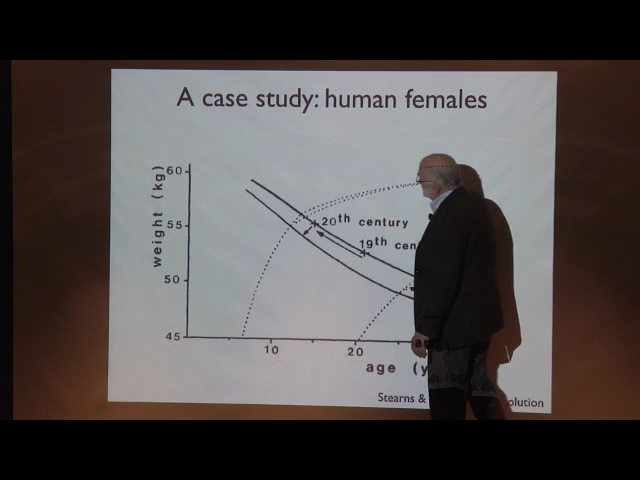 A case study: human females
weight (kg)
60
55
50
45
20th century
19th cen
10
20
age (y
Stearns &
olution